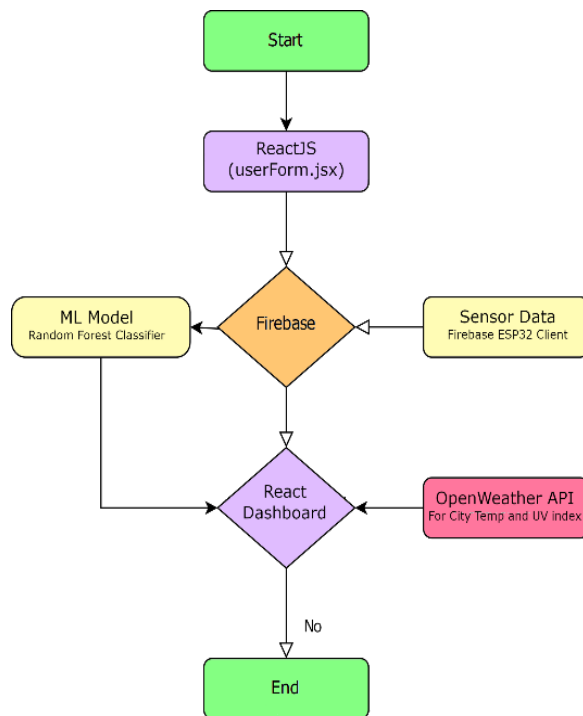 Start
ReactJS
(userForm.jsx)
ML Model
Random Forest Classifier
Firebase
Sensor Data
Firebase ESP32 Client
React
Dashboard
OpenWeather API
For City Temp and UV index
No
End